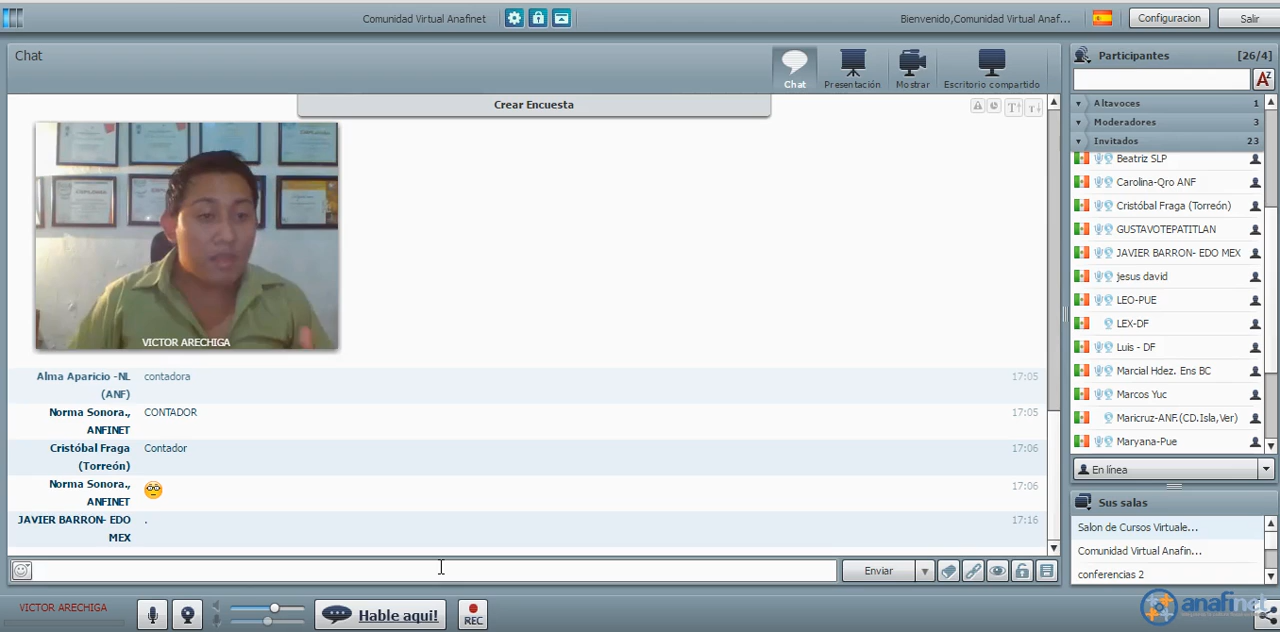 Comunidad Virtual Anafinet
Bienvenido,Comunidad Virtual Anaf...
Configuracion
Salir
Chat
Chat
Presentación
Mostrar
Escritorio compartido
Crear Encuesta
VICTOR ARECHIGA
Alma Aparicio -NL contadora 17:05
(ANF)
Norma Sonora., CONTADOR 17:05
ANFINET
Cristóbal Fraga Contador 17:06
(Torreón)
Norma Sonora., 17:06
ANFINET
JAVIER BARRON- EDO . 17:16
MEX
Enviar
VICTOR ARECHIGA
Hable aqui!
REC
Participantes [26/4]
Altavoces 1
Moderadores 3
Invitados 23
Beatriz SLP
Carolina-Qro ANF
Cristóbal Fraga (Torreón)
GUSTAVOTEPATITLAN
JAVIER BARRON- EDO MEX
jesus david
LEO-PUE
LEX-DF
Luis - DF
Marcial Hdez. Ens BC
Marcos Yuc
Maricruz-ANF.(CD.Isla,Ver)
Maryana-Pue
En línea
Sus salas
Salon de Cursos Virtuale...
Comunidad Virtual Anafin...
conferencias 2
anafinet